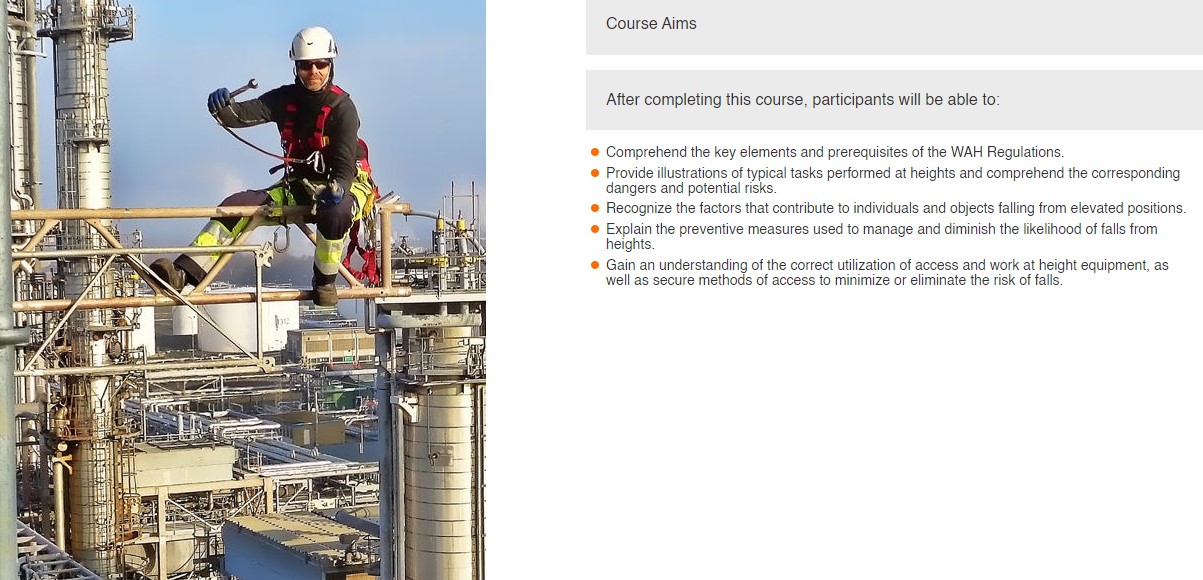 Course Aims
After completing this course, participants will be able to:
Comprehend the key elements and prerequisites of the WAH Regulations.
Provide illustrations of typical tasks performed at heights and comprehend the corresponding
dangers and potential risks.
Recognize the factors that contribute to individuals and objects falling from elevated positions.
Explain the preventive measures used to manage and diminish the likelihood of falls from
heights.
Gain an understanding of the correct utilization of access and work at height equipment, as
well as secure methods of access to minimize or eliminate the risk of falls.